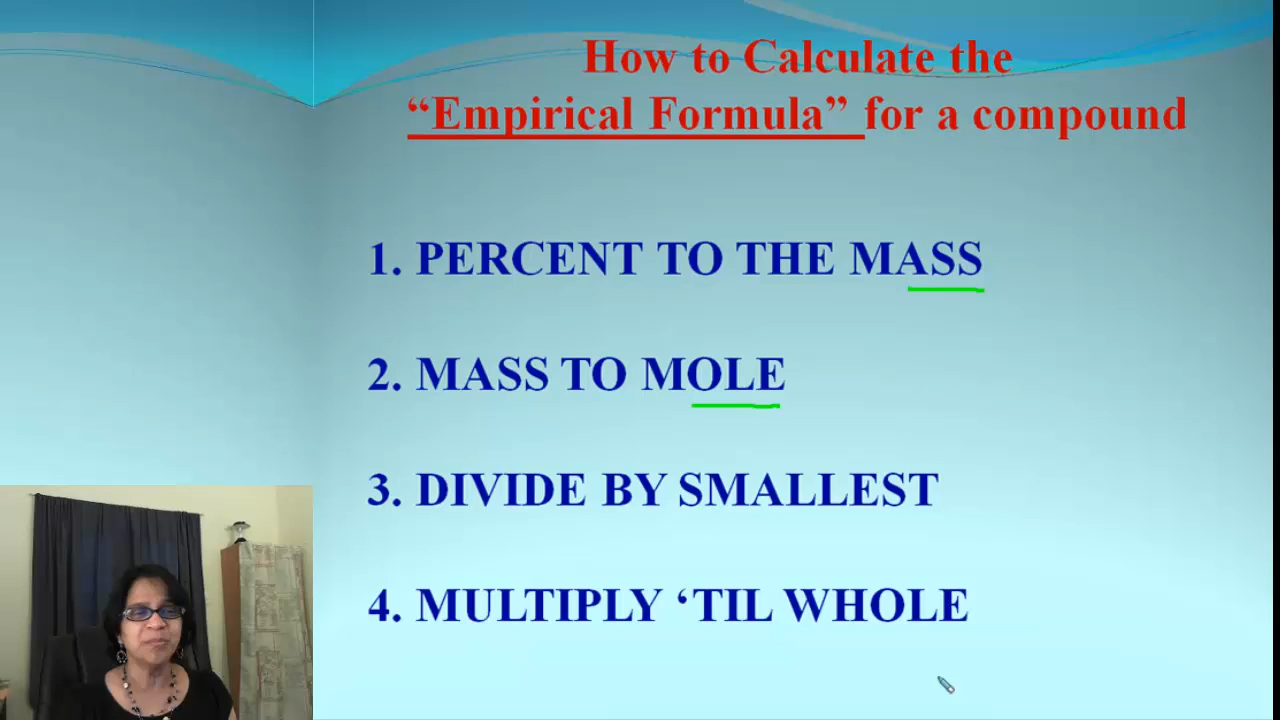 How to Calculate the
“Empirical Formula” for a compound
1. PERCENT TO THE MASS
2. MASS TO MOLE
3. DIVIDE BY SMALLEST
4. MULTIPLY ‘TIL WHOLE